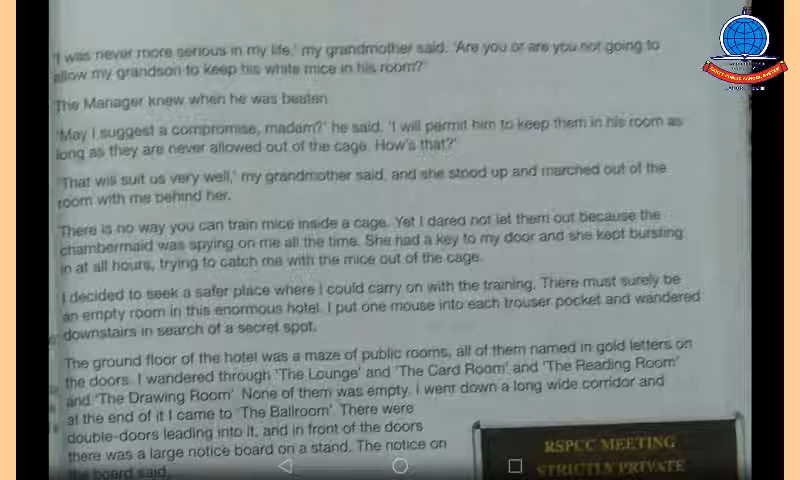 'I was never more serious in my life,' my grandmother said. 'Are you or are you not going to
allow my grandson to keep his white mice in his room?'
The Manager knew when he was beaten
'May I suggest a compromise, madam?' he said. 'I will permit him to keep them in his room as
long as they are never allowed out of the cage. How's that?'
'That will suit us very well,' my grandmother said, and she stood up and marched out of the
room with me behind her.
There is no way you can train mice inside a cage. Yet I dared not let them out because the
chambermaid was spying on me all the time. She had a key to my door and she kept bursting
in at all hours, trying to catch me with the mice out of the cage.
I decided to seek a safer place where I could carry on with the training. There must surely be
an empty room in this enormous hotel. I put one mouse into each trouser pocket and wandered
downstairs in search of a secret spot.
The ground floor of the hotel was a maze of public rooms, all of them named in gold letters on
the doors. I wandered through 'The Lounge' and 'The Card Room' and 'The Reading Room'
and 'The Drawing Room'. None of them was empty. I went down a long wide corridor and
at the end of it I came to 'The Ballroom'. There were
double-doors leading into it, and in front of the doors
there was a large notice board on a stand. The notice on
the board said,
RSPCC MEETING
STRICTLY PRIVATE